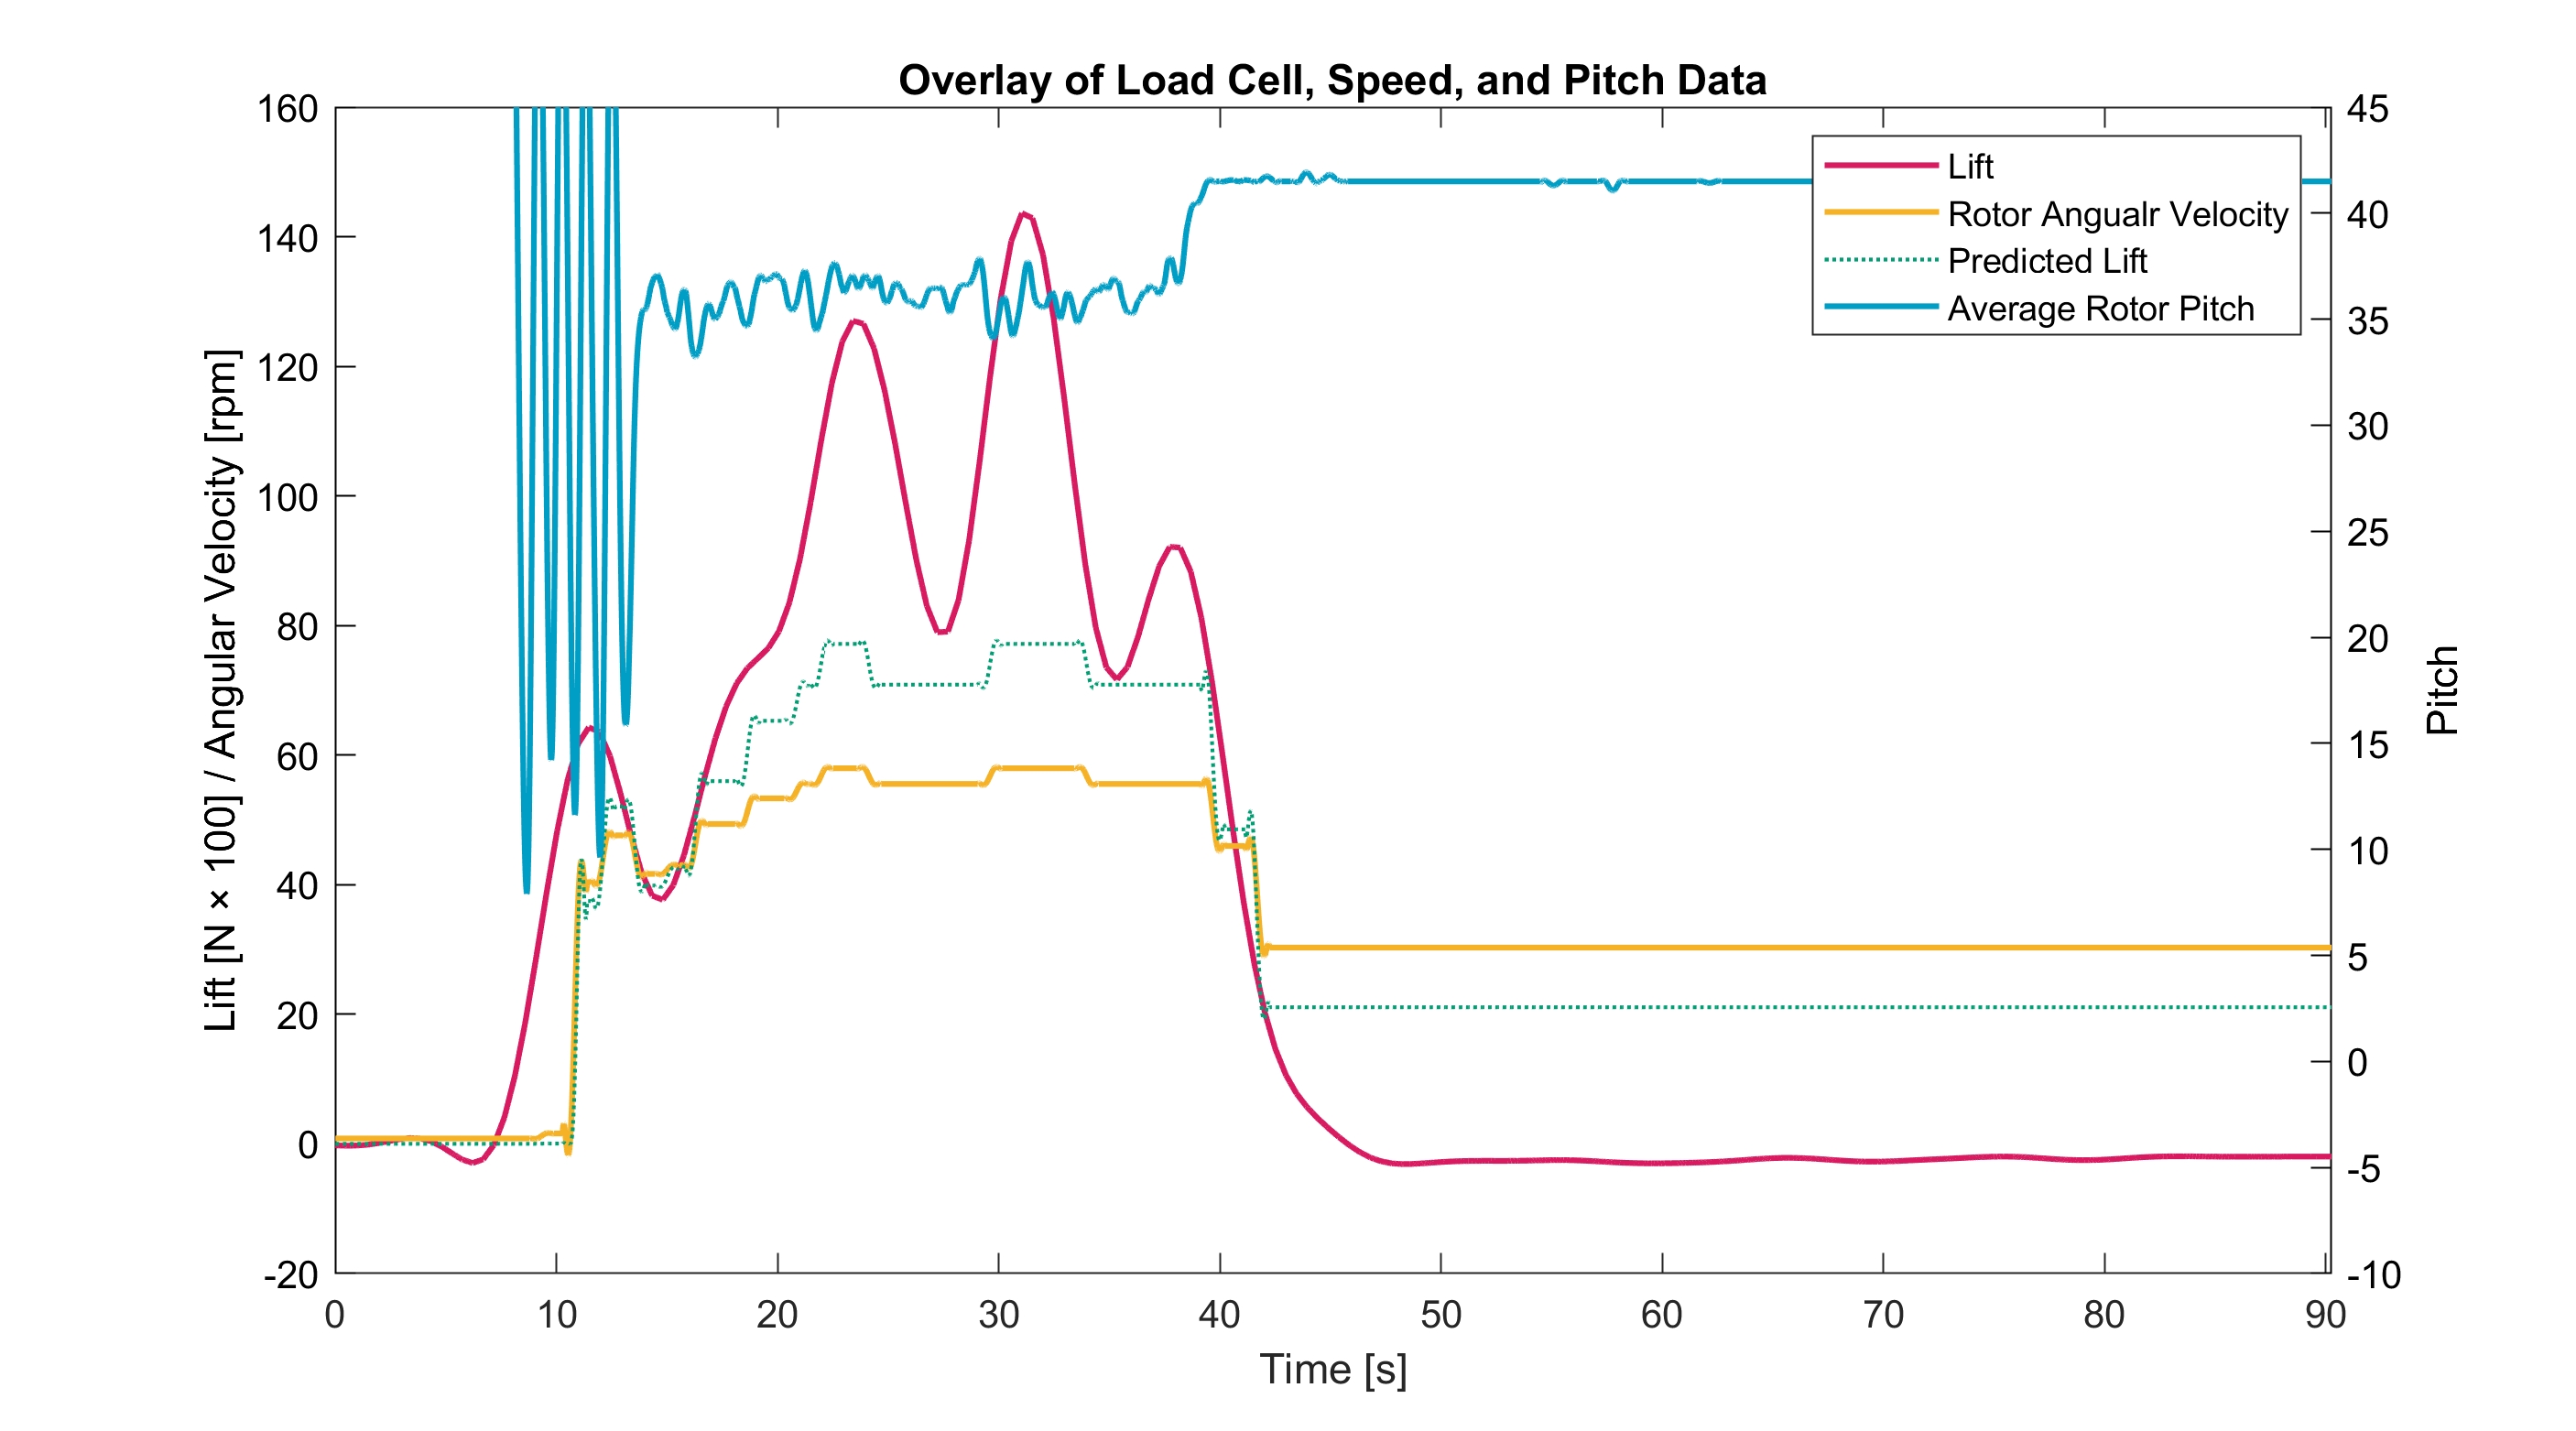 Overlay of Load Cell, Speed, and Pitch Data
160
140
120
100
80
60
40
20
0
-20
Lift [N × 100] / Angular Velocity [rpm]
45
40
35
30
25
20
15
10
5
0
-5
-10
Pitch
Lift
Rotor Angualr Velocity
Predicted Lift
Average Rotor Pitch
0 10 20 30 40 50 60 70 80 90
Time [s]